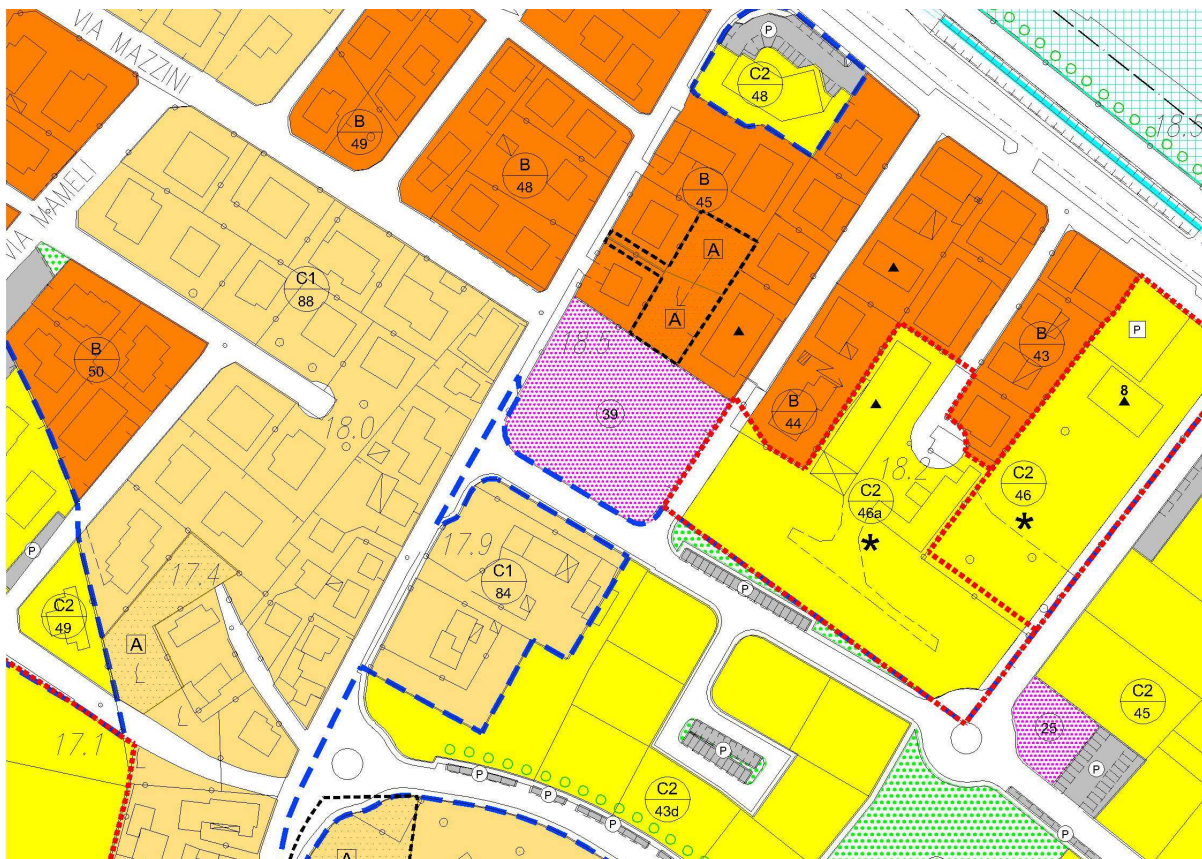 VIA MAZZINI
VIA MAMELI
P
C2
48
B
49
B
48
B
45
A
A
18.5
39
C1
88
B
50
18.0
B
43
B
44
P
8
C2
46
*
18.2
C2
46a
*
17.9
C1
84
17.4
P
C2
49
A
17.1
P
P
C2
45
25
P
P
P
P
P
C2
43d
P
P
A